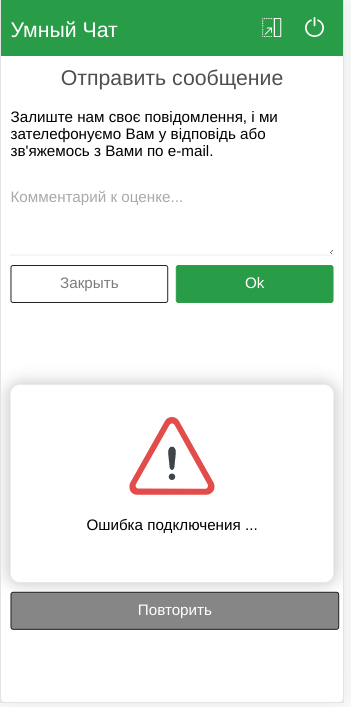 Умный Чат
Отправить сообщение
Залиште нам своє повідомлення, і ми
зателефонуємо Вам у відповідь або
зв'яжемось з Вами по e-mail.
Комментарий к оценке...
Закрыть
Ok
Ошибка подключения ...
Повторить